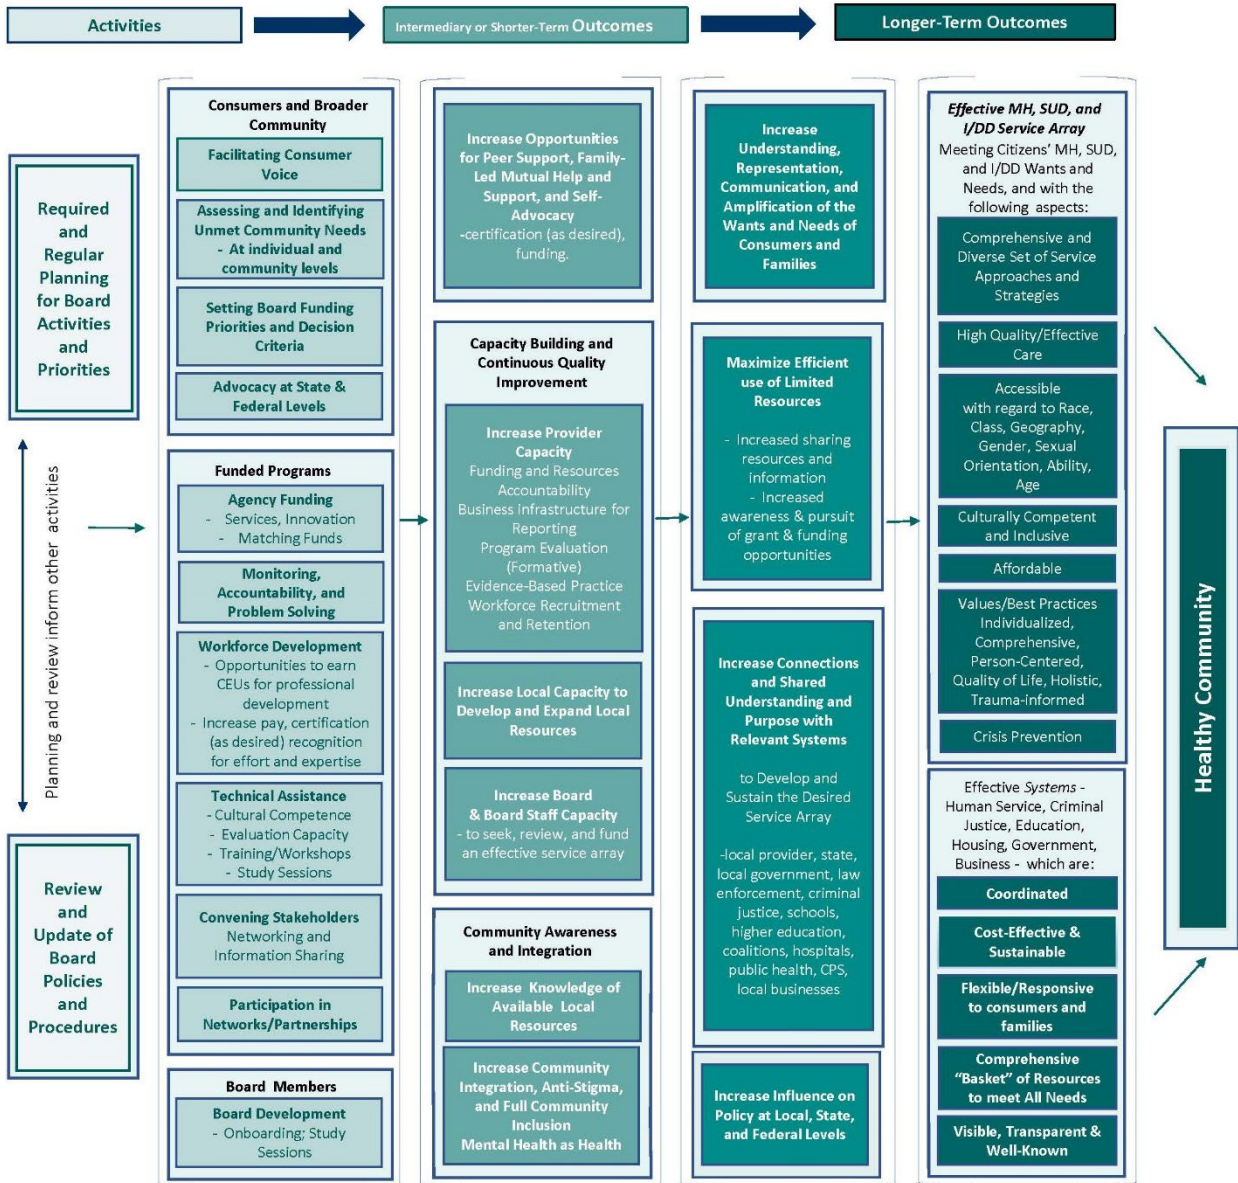 Activities
Intermediary or Shorter-Term Outcomes
Longer-Term Outcomes
Required
and
Regular
Planning
for Board
Activities
and
Priorities
Planning and review inform other activities
Review
and
Update of
Board
Policies
and
Procedures
Consumers and Broader
Community
Facilitating Consumer
Voice
Assessing and Identifying
Unmet Community Needs
- At individual and
community levels
Setting Board Funding
Priorities and Decision
Criteria
Advocacy at State &
Federal Levels
Funded Programs
Agency Funding
- Services, Innovation
- Matching Funds
Monitoring,
Accountability, and
Problem Solving
Workforce Development
- Opportunities to earn
CEUs for professional
development
- Increase pay, certification
(as desired) recognition
for effort and expertise
Technical Assistance
- Cultural Competence
- Evaluation Capacity
- Training/Workshops
- Study Sessions
Convening Stakeholders
Networking and
Information Sharing
Participation in
Networks/Partnerships
Board Members
Board Development
- Onboarding; Study
Sessions
Increase Opportunities
for Peer Support, Family-
Led Mutual Help and
Support, and Self-
Advocacy
-certification (as desired),
funding.
Capacity Building and
Continuous Quality
Improvement
Increase Provider
Capacity
Funding and Resources
Accountability
Business infrastructure for
Reporting
Program Evaluation
(Formative)
Evidence-Based Practice
Workforce Recruitment
and Retention
Increase Local Capacity to
Develop and Expand Local
Resources
Increase Board
& Board Staff Capacity
- to seek, review, and fund
an effective service array
Community Awareness
and Integration
Increase Knowledge of
Available Local
Resources
Increase Community
Integration, Anti-Stigma,
and Full Community
Inclusion
Mental Health as Health
Increase
Understanding,
Representation,
Communication, and
Amplification of the
Wants and Needs of
Consumers and
Families
Maximize Efficient
use of Limited
Resources
- Increased sharing
resources and
information
- Increased
awareness & pursuit
of grant & funding
opportunities
Increase Connections
and Shared
Understanding and
Purpose with
Relevant Systems
to Develop and
Sustain the Desired
Service Array
-local provider, state,
local government, law
enforcement, criminal
justice, schools,
higher education,
coalitions, hospitals,
public health, CPS,
local businesses
Increase Influence on
Policy at Local, State,
and Federal Levels
Effective MH, SUD, and
I/DD Service Array
Meeting Citizens' MH, SUD,
and I/DD Wants and
Needs, and with the
following aspects:
Comprehensive and
Diverse Set of Service
Approaches and
Strategies
High Quality/Effective
Care
Accessible
with regard to Race,
Class, Geography,
Gender, Sexual
Orientation, Ability,
Age
Culturally Competent
and Inclusive
Affordable
Values/Best Practices
Individualized,
Comprehensive,
Person-Centered,
Quality of Life, Holistic,
Trauma-informed
Crisis Prevention
Effective Systems -
Human Service, Criminal
Justice, Education,
Housing, Government,
Business - which are:
Coordinated
Cost-Effective &
Sustainable
Flexible/Responsive
to consumers and
families
Comprehensive
“Basket” of Resources
to meet All Needs
Visible, Transparent &
Well-Known
Healthy Community